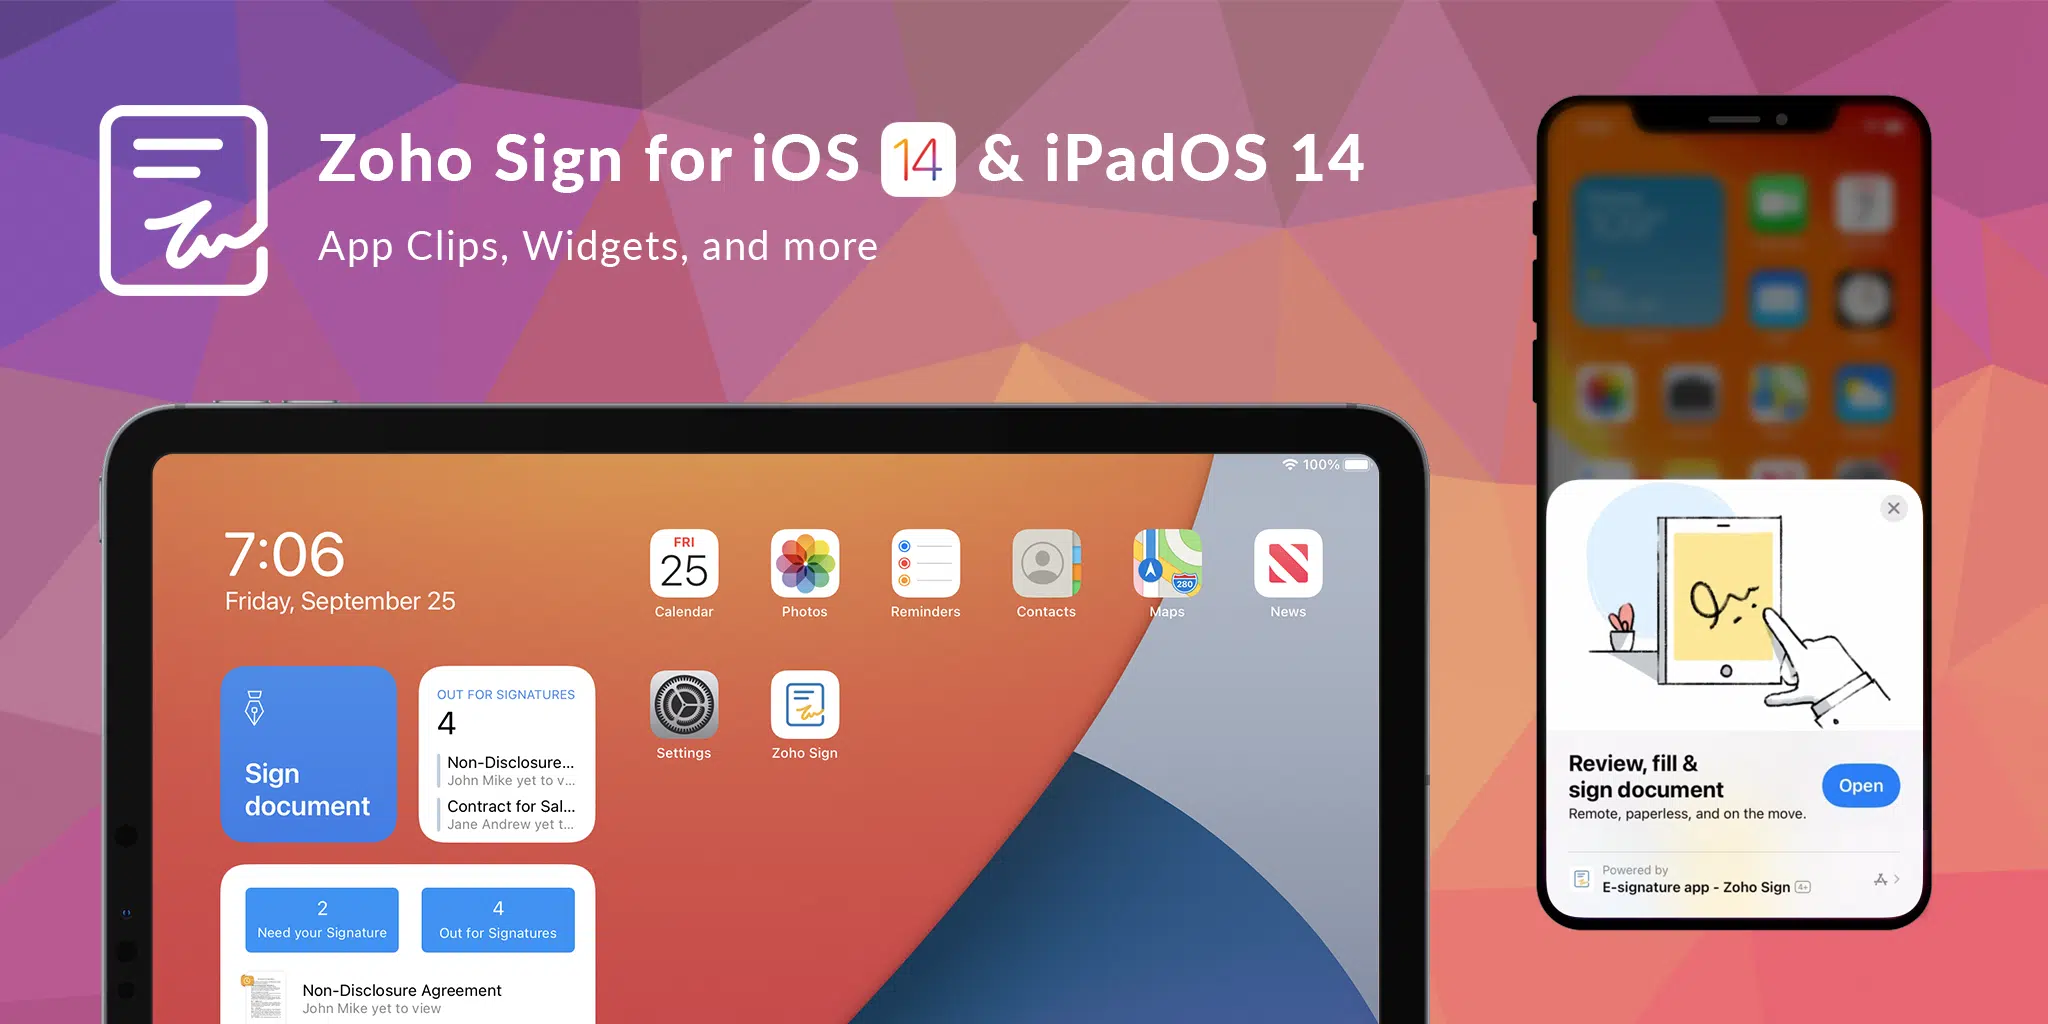 Zoho Sign for iOS 14 & iPadOS 14
App Clips, Widgets, and more
100%
7:06
Friday, September 25
FRI
25
Calendar
Photos
Reminders
Contacts
280
Maps
News
Settings
Zoho Sign
Sign
document
OUT FOR SIGNATURES
4
Non-Disclosure...
John Mike yet to v...
Contract for Sal...
Jane Andrew yet t...
2
Need your Signature
4
Out for Signatures
Non-Disclosure Agreement
John Mike yet to view
Review, fill &
sign document
Remote, paperless, and on the move.
Open
Powered by
E-signature app - Zoho Sign 4+